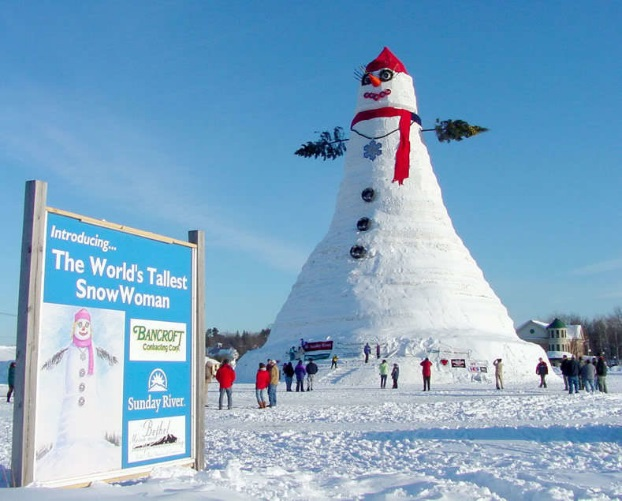 Introducing...
The World's Tallest
SnowWoman
BANCROFT
Contracting Corp.
SUNDAY RIVER
Bethel